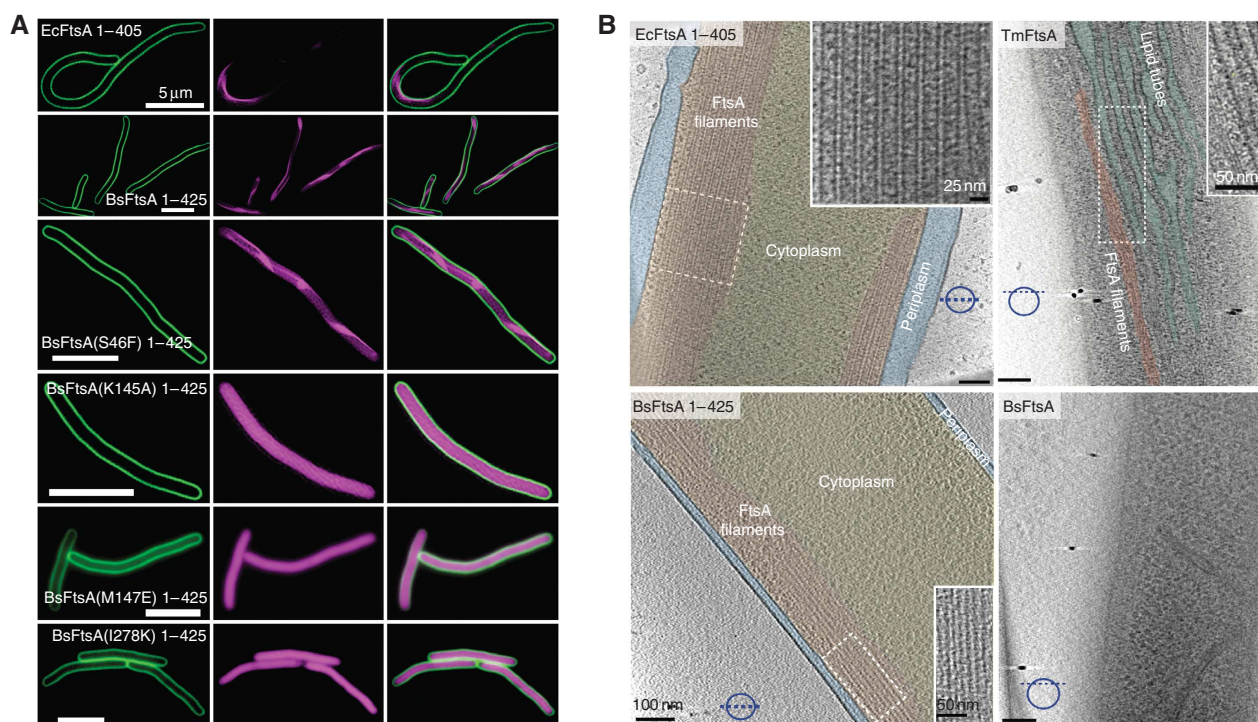 A
EcFtsA 1–405
5 µm
BsFtsA 1–425
BsFtsA(S46F) 1–425
BsFtsA(K145A) 1–425
BsFtsA(M147E) 1–425
BsFtsA(I278K) 1–425
B
EcFtsA 1–405
FtsA
filaments
Cytoplasm
Periplasm
25 nm
TmFtsA
Lipid tubes
FtsA filaments
50 nm
BsFtsA 1–425
Periplasm
Cytoplasm
FtsA
filaments
100 nm
50 nm
BsFtsA